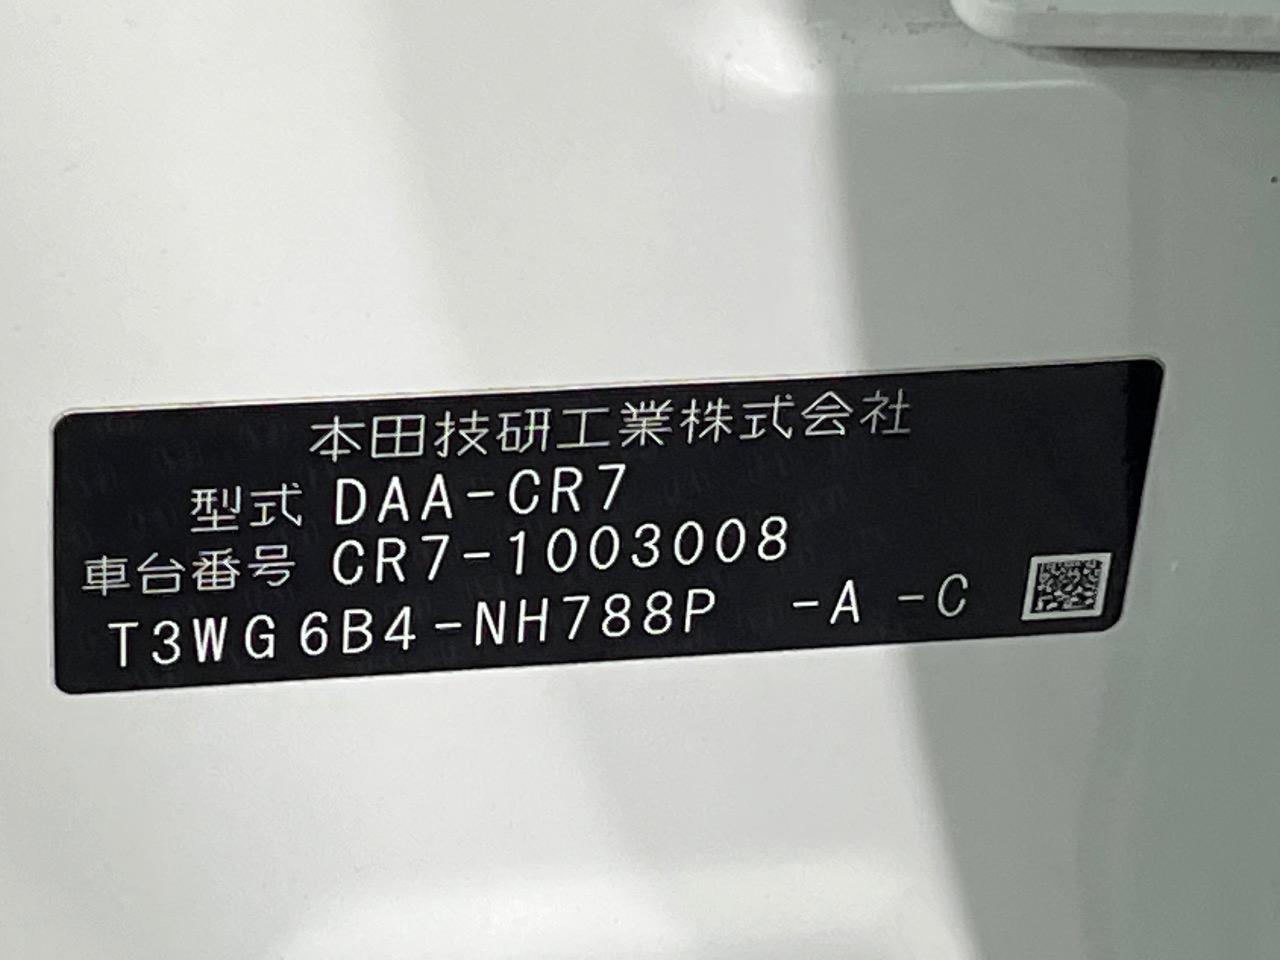 本田技研工業株式会社
型式 DAA-CR7
車台番号 CR7-1003008
T3WG6B4-NH788P -A -C